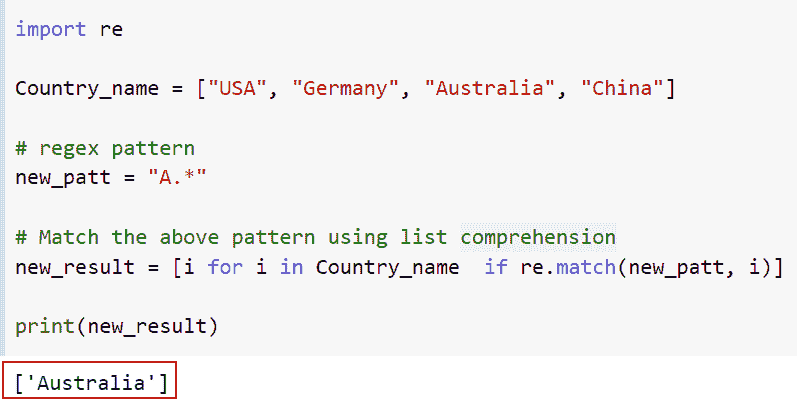 import re
Country_name = ["USA", "Germany", "Australia", "China"]
# regex pattern
new_patt = "A.*"
# Match the above pattern using list comprehension
new_result = [i for i in Country_name  if re.match(new_patt, i)]
print(new_result)
['Australia']